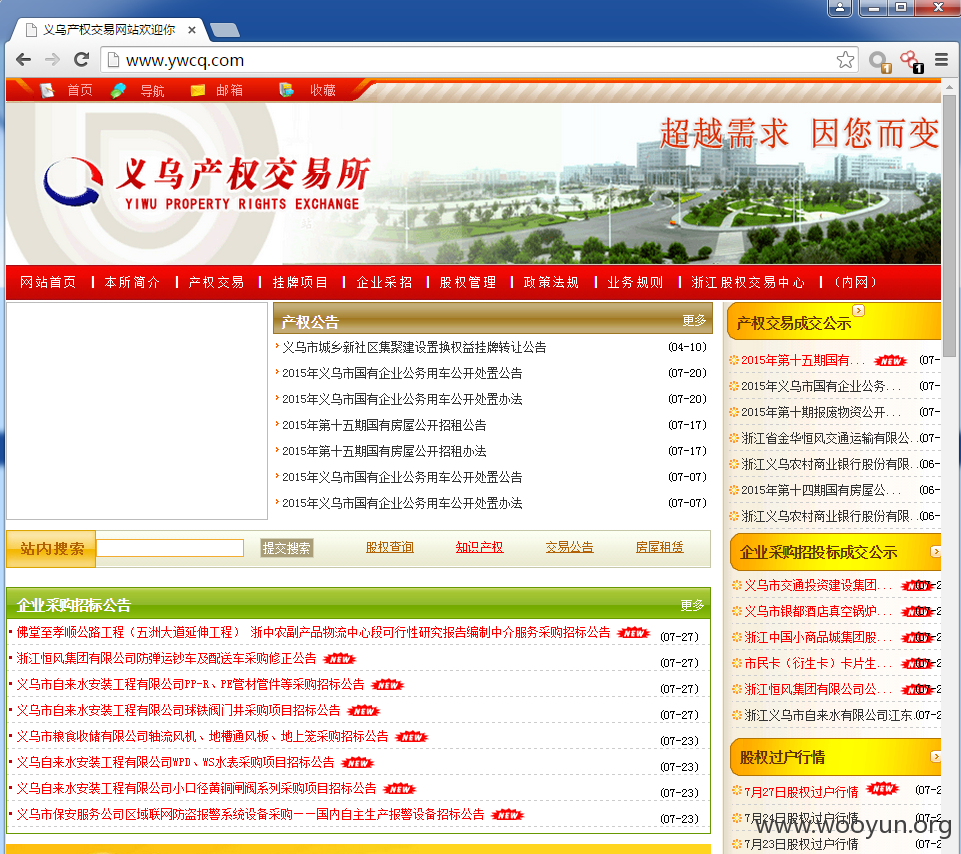 义乌产权交易网站欢迎你
www.ywcq.com
首页 导航 邮箱 收藏
超越需求 因您而变
义乌产权交易所
YIWU PROPERTY RIGHTS EXCHANGE
网站首页 | 本所简介 | 产权交易 | 挂牌项目 | 企业采招 | 股权管理 | 政策法规 | 业务规则 | 浙江股权交易中心 | (内网)
产权公告 更多
义乌市城乡新社区集聚建设置换权益挂牌转让公告 (04-10)
2015年义乌市国有企业公务用车公开处置公告 (07-20)
2015年义乌市国有企业公务用车公开处置办法 (07-20)
2015年第十五期国有房屋公开招租公告 (07-17)
2015年第十五期国有房屋公开招租办法 (07-17)
2015年义乌市国有企业公务用车公开处置公告 (07-07)
2015年义乌市国有企业公务用车公开处置办法 (07-07)
产权交易成交公示
2015年第十五期国有... NEW (07-
2015年义乌市国有企业公务... (07-
2015年第十期报废物资公开... (07-
浙江省金华恒风交通运输有限公.. (07-
浙江义乌农村商业银行股份有限.. (06-
2015年第十四期国有房屋公... (06-
浙江义乌农村商业银行股份有限.. (06-
站内搜索 提交搜索 股权查询 知识产权 交易公告 房屋租赁
企业采购招标公告 更多
佛堂至孝顺公路工程（五洲大道延伸工程） 浙中农副产品物流中心段可行性研究报告编制中介服务采购招标公告 NEW (07-27)
浙江恒风集团有限公司防弹运钞车及配送车采购修正公告 NEW (07-27)
义乌市自来水安装工程有限公司PP-R、PE管材管件等采购招标公告 NEW (07-27)
义乌市自来水安装工程有限公司球铁阀门井采购项目招标公告 NEW (07-27)
义乌市粮食收储有限公司轴流风机、地槽通风板、地上笼采购招标公告 NEW (07-23)
义乌自来水安装工程有限公司WPD、WS水表采购项目招标公告 NEW (07-23)
义乌自来水安装工程有限公司小口径黄铜闸阀系列采购项目招标公告 NEW (07-23)
义乌市保安服务公司区域联网防盗报警系统设备采购－－国内自主生产报警设备招标公告 NEW (07-23)
企业采购招投标成交公示
义乌市交通投资建设集团... NEW (07-2
义乌市银都酒店真空锅炉... NEW (07-2
浙江中国小商品城集团股... NEW (07-2
市民卡（衍生卡）卡片生... NEW (07-2
浙江恒风集团有限公司公... NEW (07-2
浙江义乌市自来水有限公司江东.. (07-2
股权过户行情
7月27日股权过户行情 NEW (07-2
7月24日股权过户行情 (07-2
7月23日股权过户行情 (07-2
www.wooyun.org